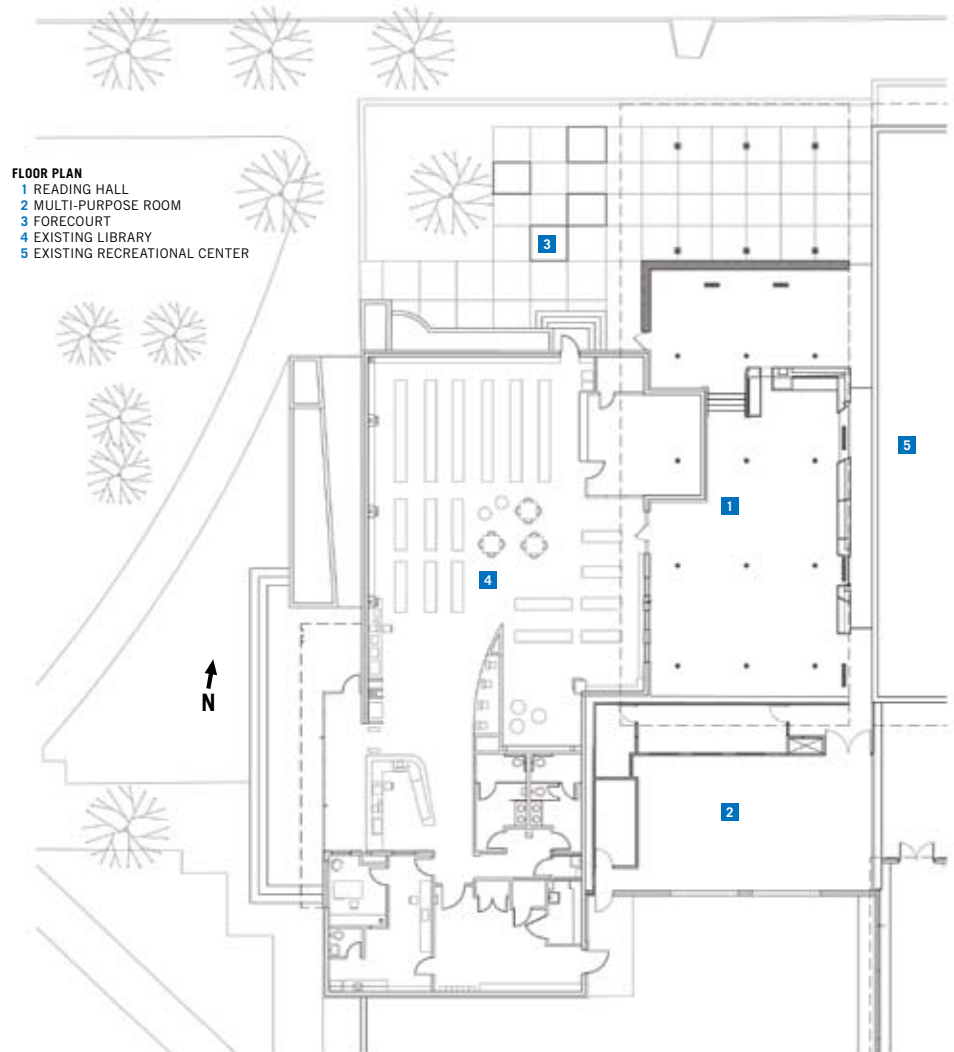 FLOOR PLAN
1 READING HALL
2 MULTI-PURPOSE ROOM
3 FORECOURT
4 EXISTING LIBRARY
5 EXISTING RECREATIONAL CENTER
3
5
1
4
N
2